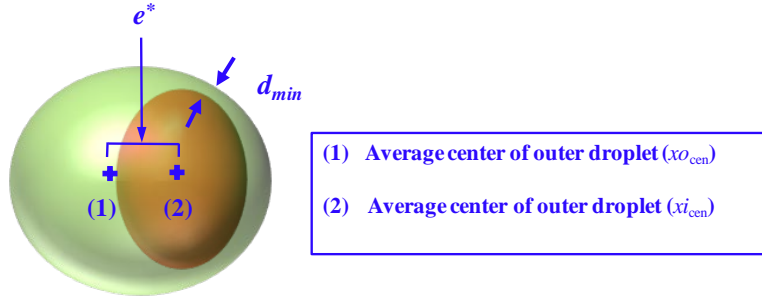 e*
d_min
(1) Average center of outer droplet (xo_cen)
(2) Average center of outer droplet (xi_cen)
(1) (2)